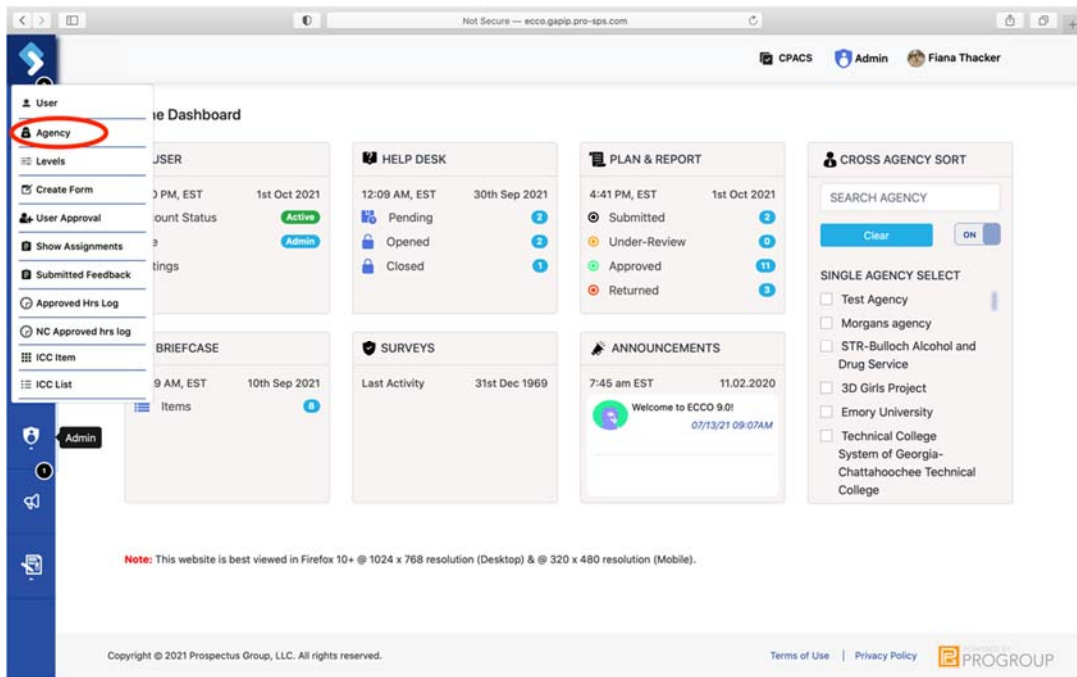 Not Secure — ecco.gapip.pro-sps.com
CPACS
Admin
Fiana Thacker
User
Agency
Levels
Create Form
User Approval
Show Assignments
Submitted Feedback
Approved Hrs Log
NC Approved hrs log
ICC Item
ICC List
Admin
1
ne Dashboard
USER
PM, EST 1st Oct 2021
ount Status Active
Admin
tings
HELP DESK
12:09 AM, EST 30th Sep 2021
Pending 2
Opened 2
Closed 1
PLAN & REPORT
4:41 PM, EST 1st Oct 2021
Submitted 2
Under-Review 0
Approved 11
Returned 3
CROSS AGENCY SORT
SEARCH AGENCY
Clear ON
SINGLE AGENCY SELECT
Test Agency
Morgans agency
STR-Bulloch Alcohol and
Drug Service
3D Girls Project
Emory University
Technical College
System of Georgia-
Chattahoochee Technical
College
BRIEFCASE
9 AM, EST 10th Sep 2021
Items 8
SURVEYS
Last Activity 31st Dec 1969
ANNOUNCEMENTS
7:45 am EST 11.02.2020
Welcome to ECCO 9.0!
07/13/21 09:07AM
Note: This website is best viewed in Firefox 10+ @ 1024 x 768 resolution (Desktop) & @ 320 x 480 resolution (Mobile).
Copyright @ 2021 Prospectus Group, LLC. All rights reserved.
Terms of Use | Privacy Policy
POWERED BY
PROGROUP